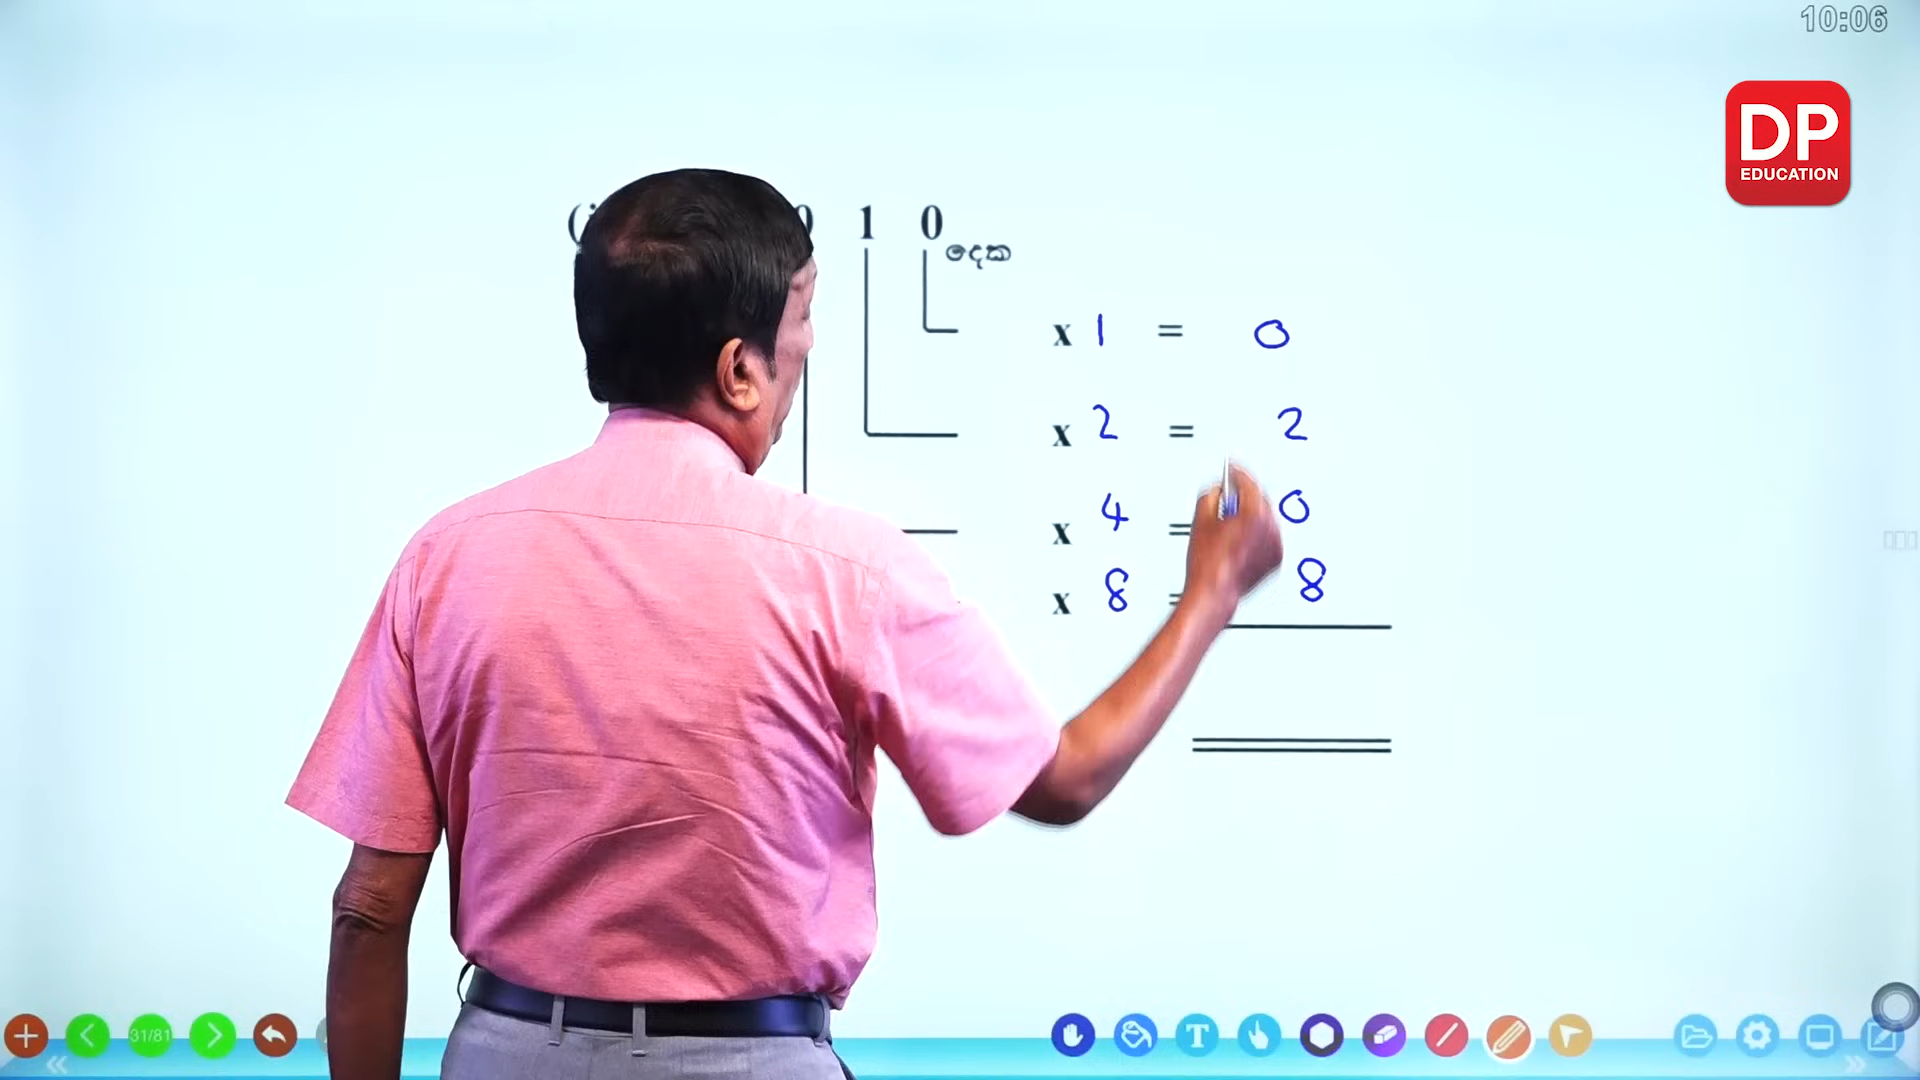 10:06
DP
EDUCATION
1 0 දෙක
x 1 = 0
x 2 = 2
x 4 = 0
x 8 = 8
31/81
T